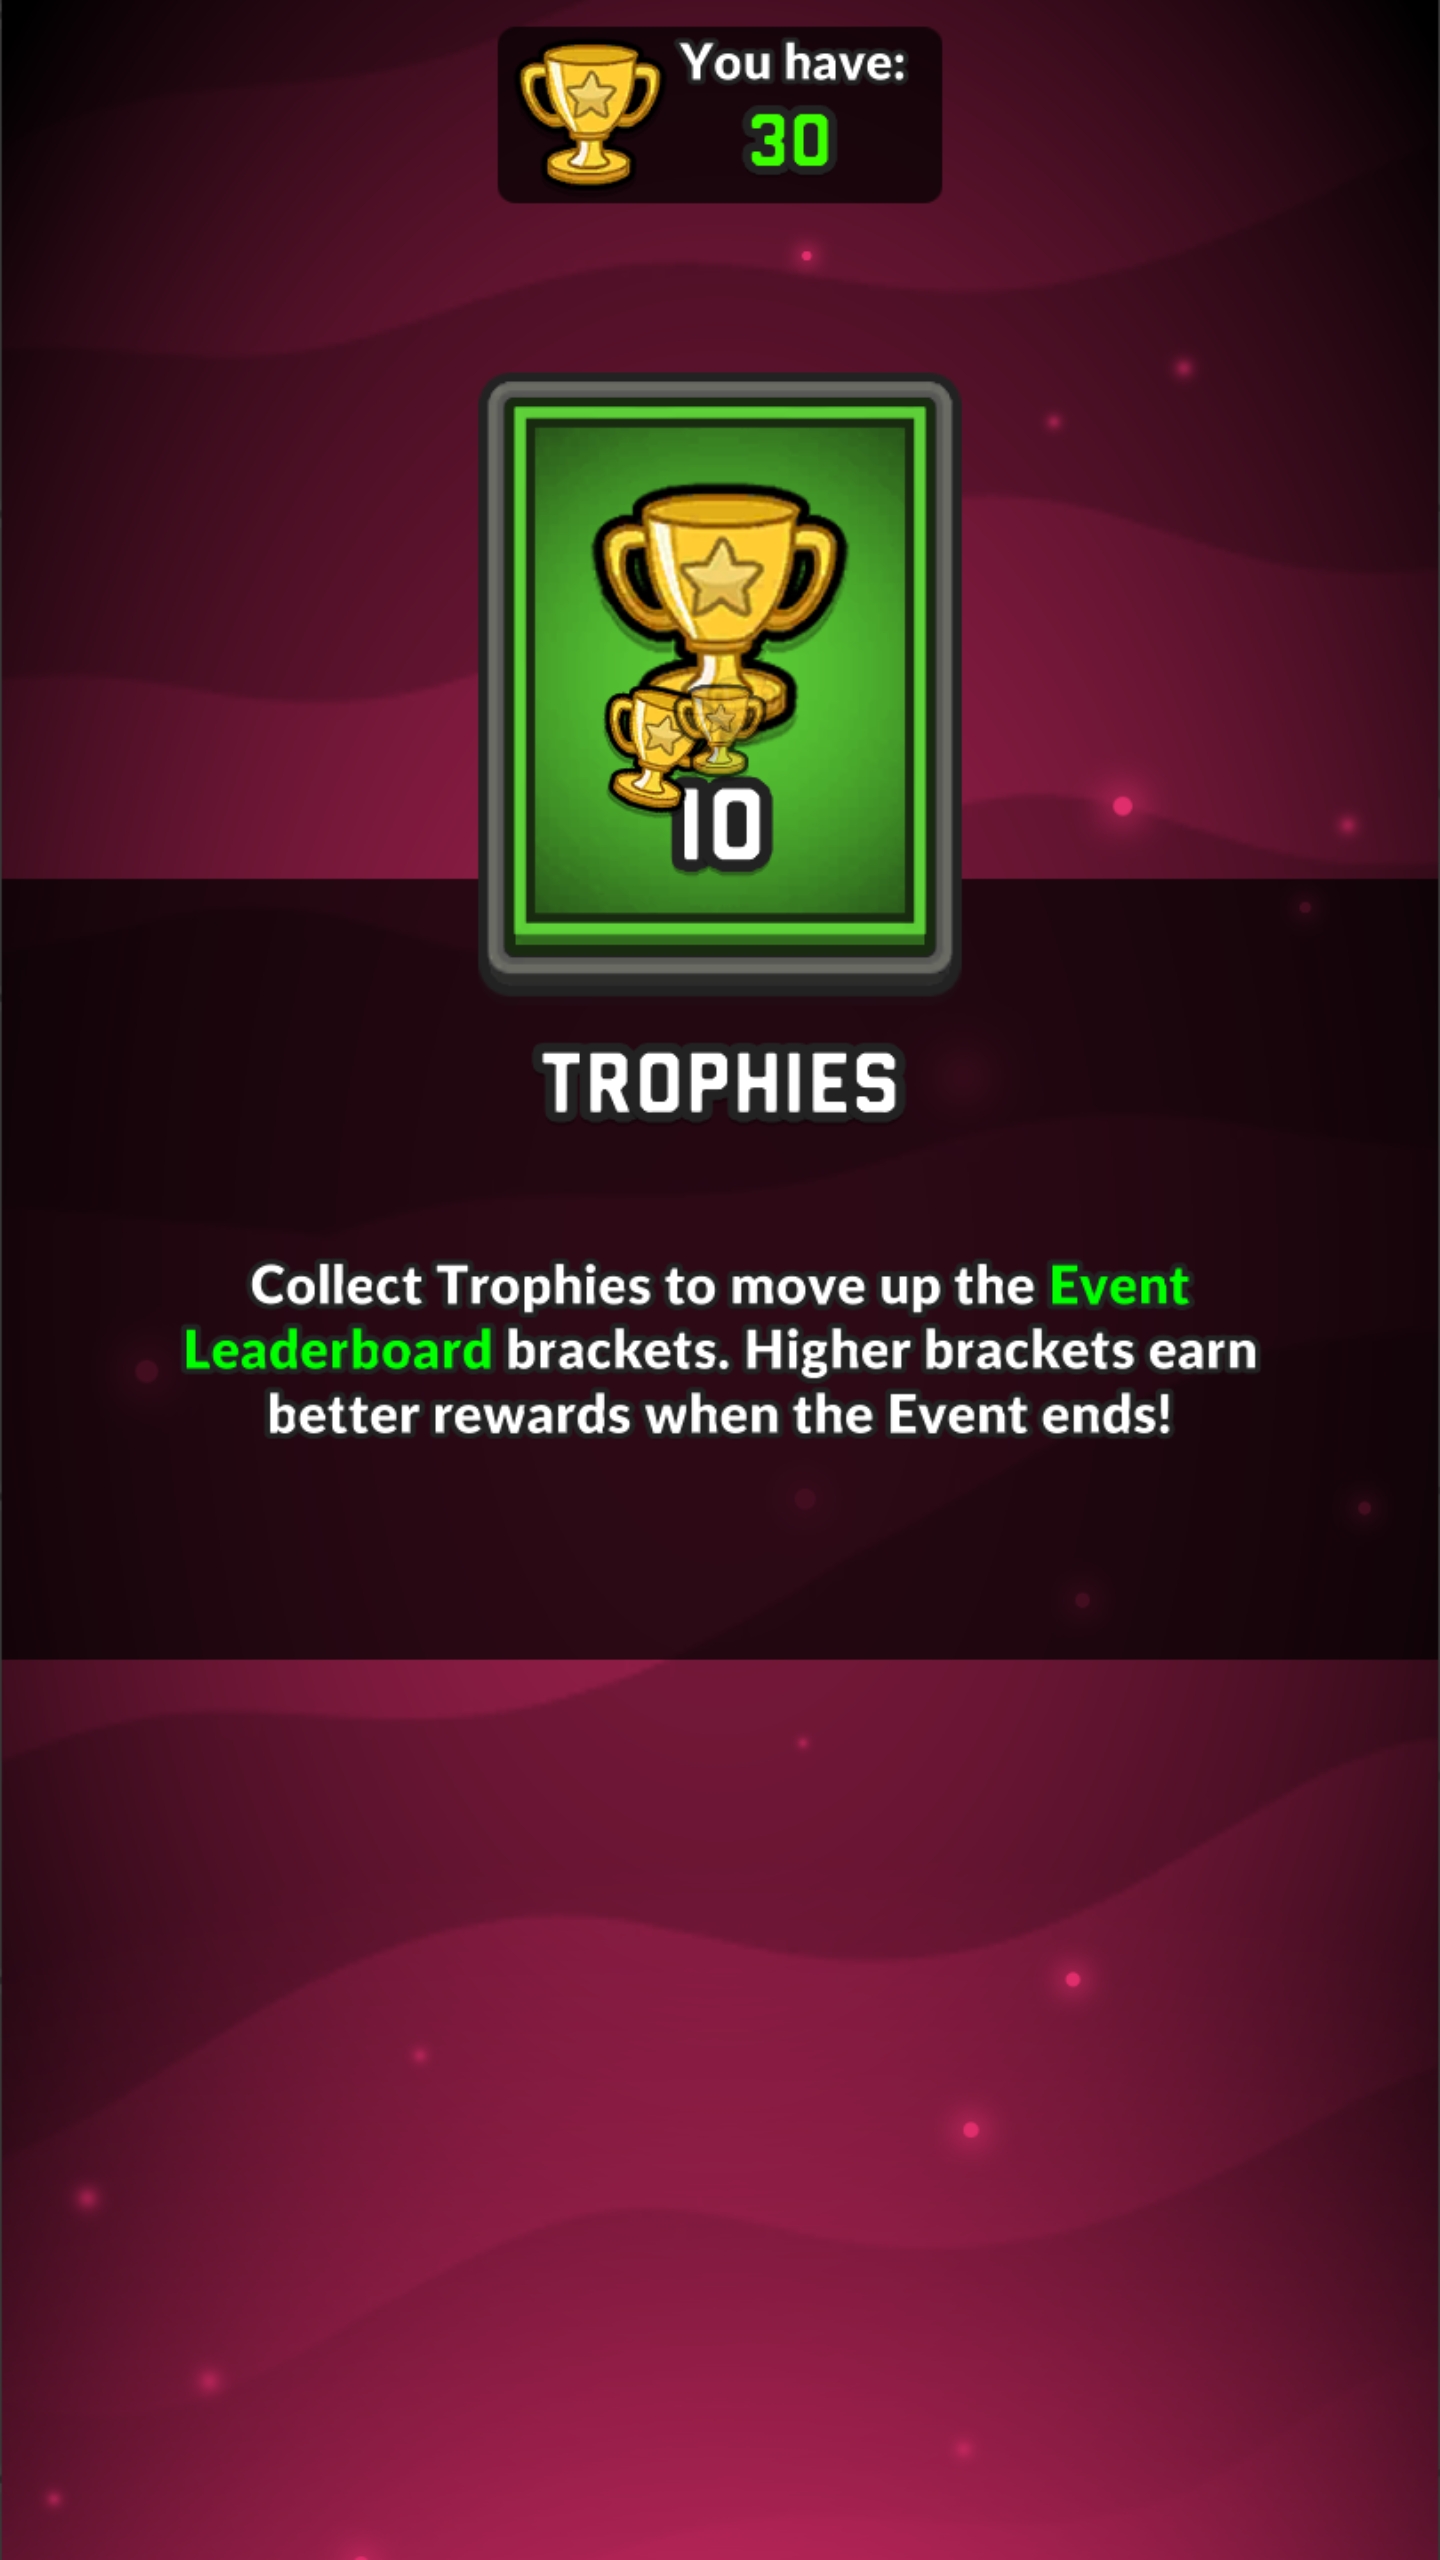 You have:
30
10
TROPHIES
Collect Trophies to move up the Event
Leaderboard brackets. Higher brackets earn
better rewards when the Event ends!